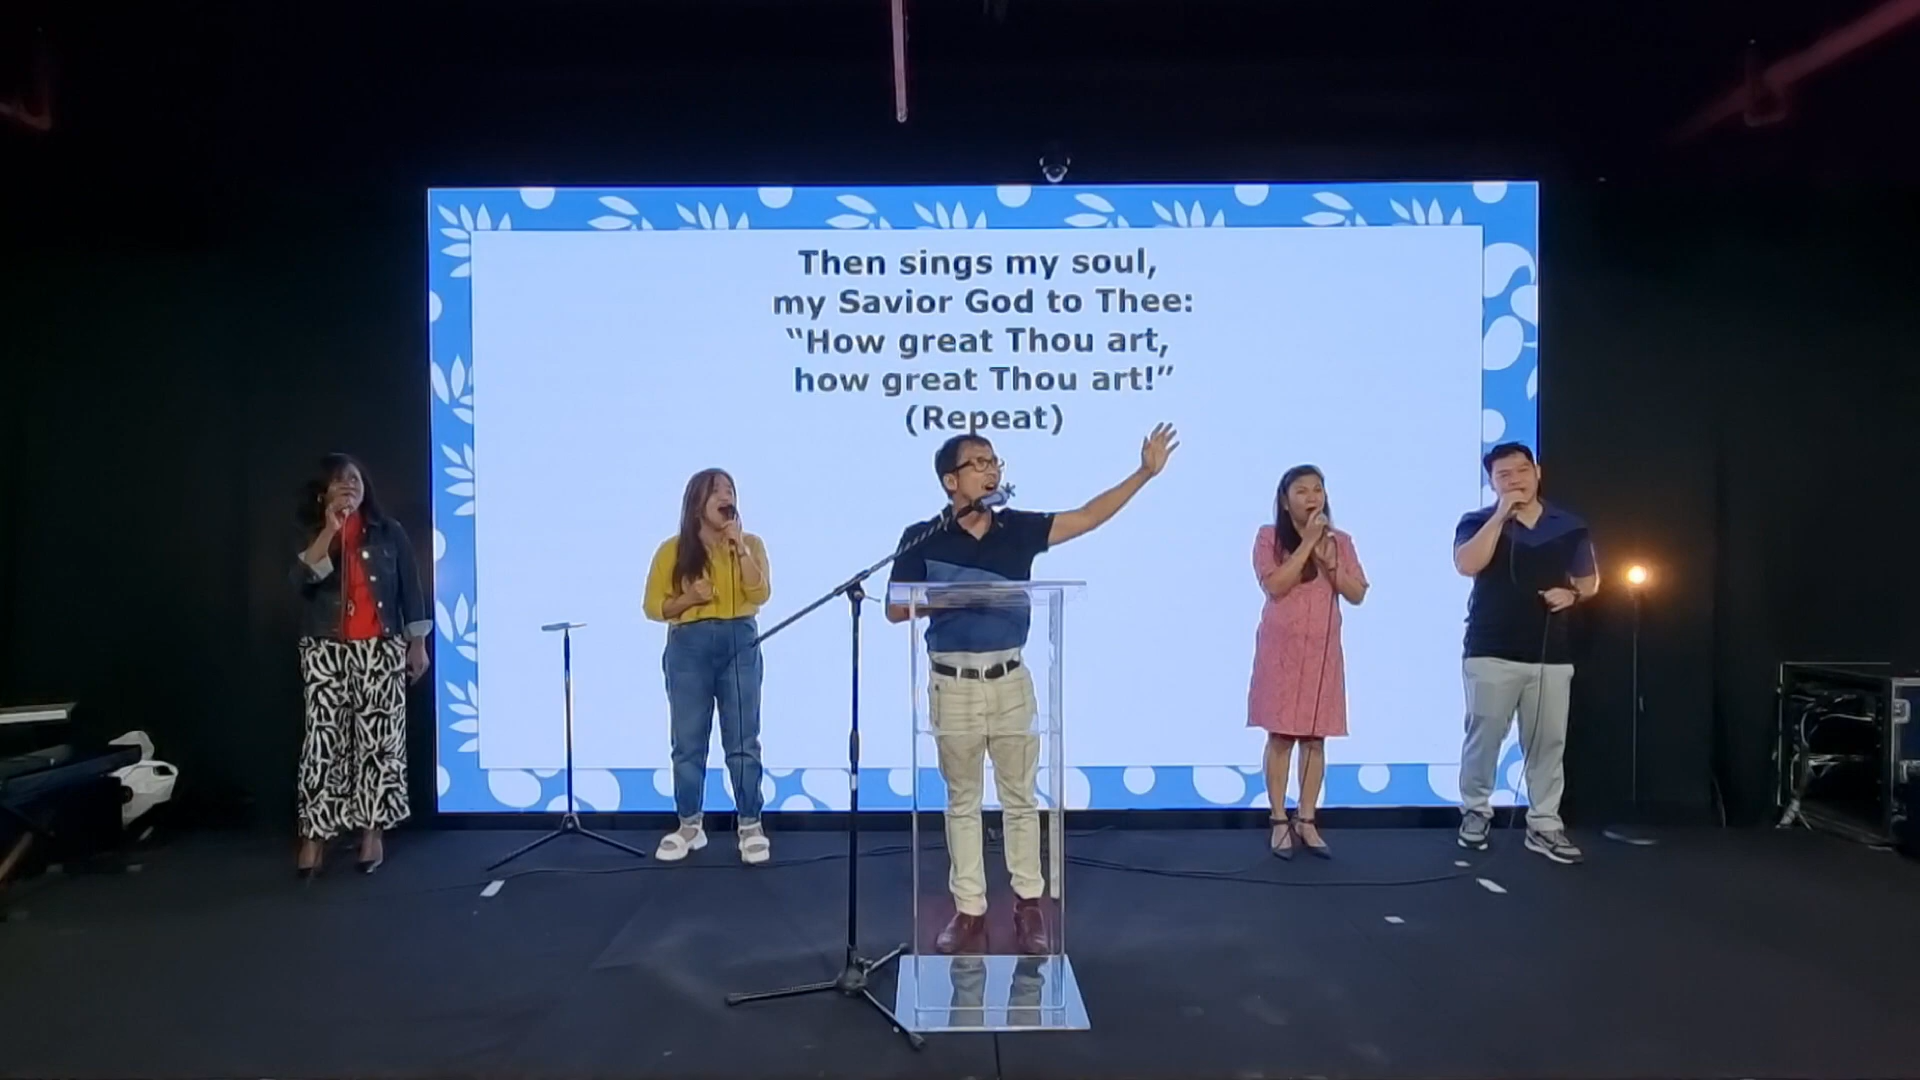 Then sings my soul,
my Savior God to Thee:
“How great Thou art,
how great Thou art!”
(Repeat)
*